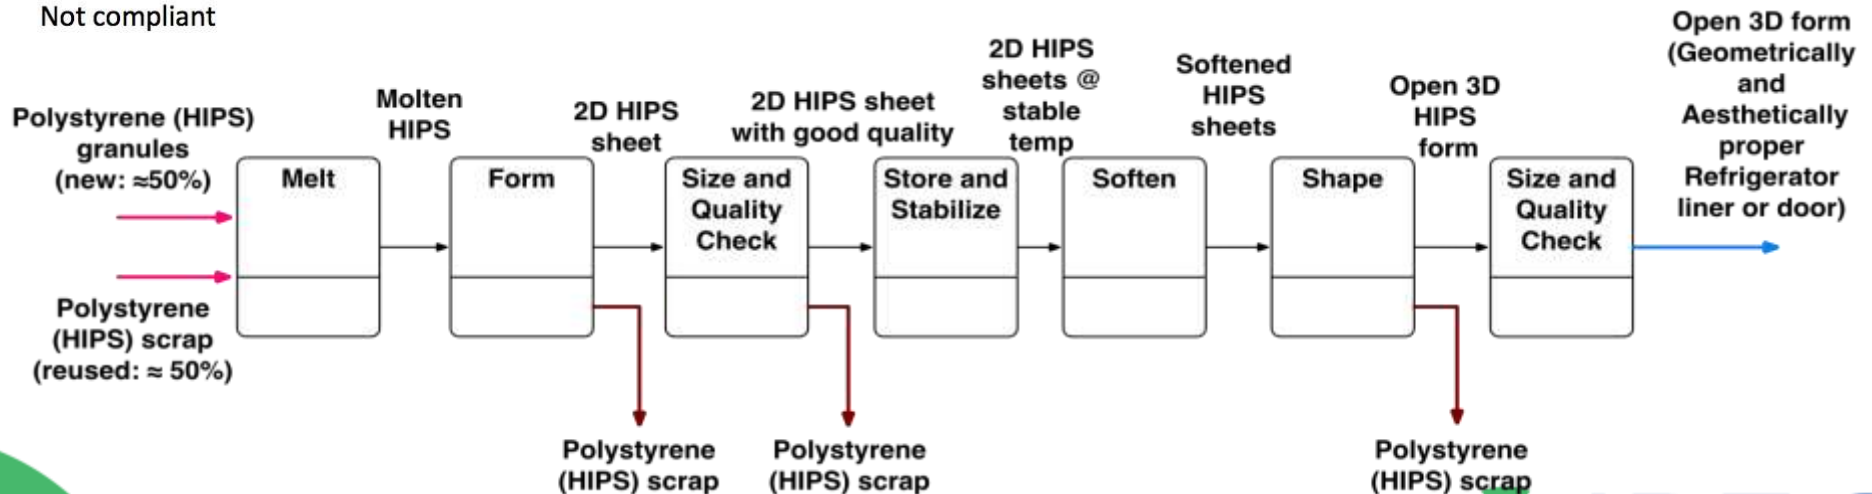 Not compliant
Polystyrene (HIPS)
granules
(new: ≈50%)
Polystyrene
(HIPS) scrap
(reused: ≈ 50%)
Melt
Molten
HIPS
Form
2D HIPS
sheet
Polystyrene
(HIPS) scrap
Size and
Quality
Check
2D HIPS sheet
with good quality
Polystyrene
(HIPS) scrap
Store and
Stabilize
2D HIPS
sheets @
stable
temp
Soften
Softened
HIPS
sheets
Shape
Open 3D
HIPS
form
Polystyrene
(HIPS) scrap
Size and
Quality
Check
Open 3D form
(Geometrically
and
Aesthetically
proper
Refrigerator
liner or door)